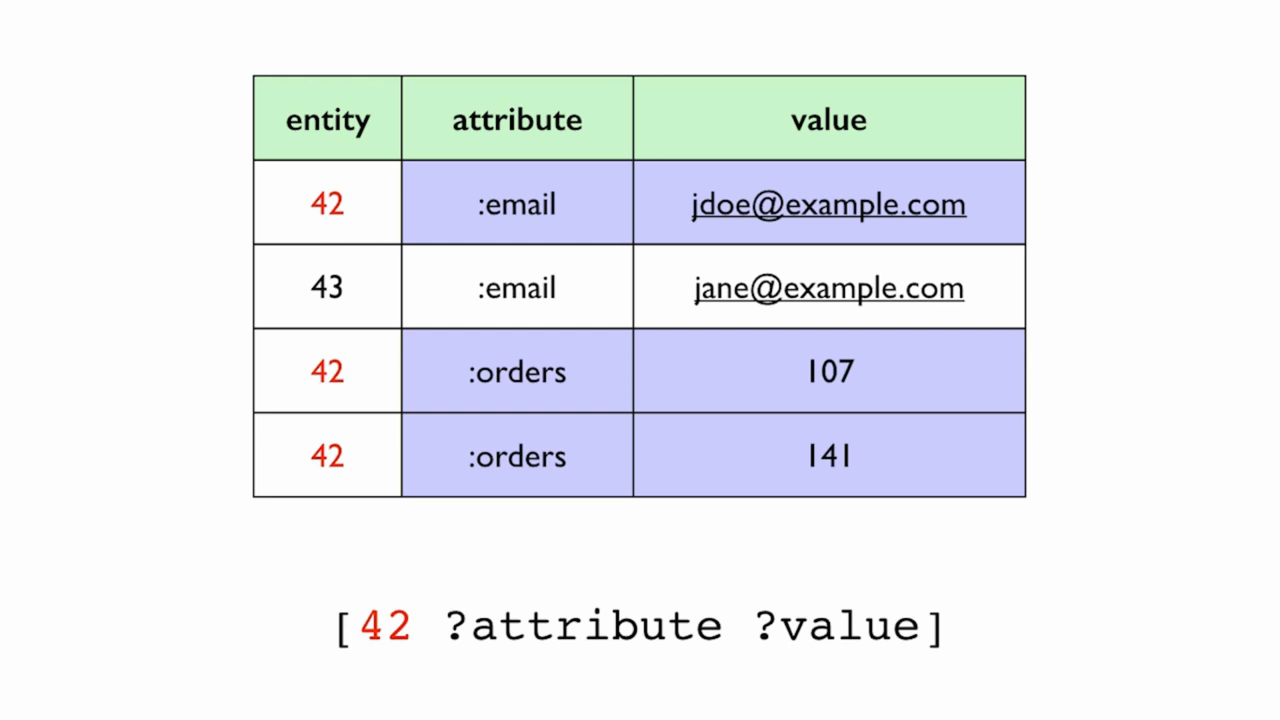 entity attribute value
42 :email jdoe@example.com
43 :email jane@example.com
42 :orders 107
42 :orders 141
[42 ?attribute ?value]